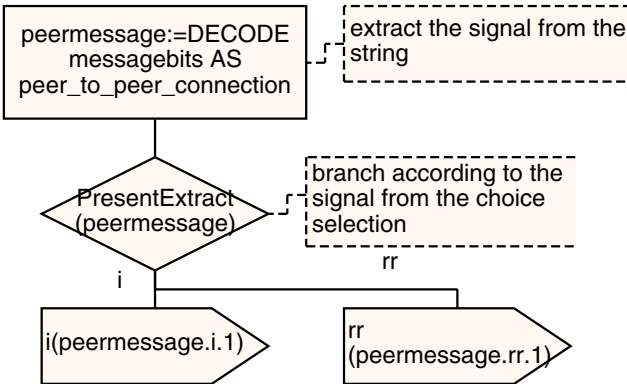 peermessage:=DECODE
messagebits AS
peer_to_peer_connection
extract the signal from the
string
PresentExtract
(peermessage)
branch according to the
signal from the choice
selection
i
rr
i(peermessage.i.1)
rr
(peermessage.rr.1)